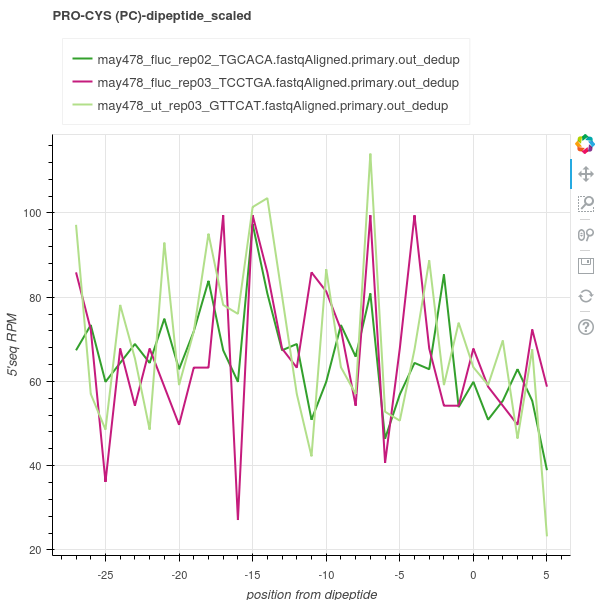 PRO-CYS (PC)-dipeptide_scaled
may478_fluc_rep02_TGCACA.fastqAligned.primary.out_dedup
may478_fluc_rep03_TCCTGA.fastqAligned.primary.out_dedup
may478_ut_rep03_GTTCAT.fastqAligned.primary.out_dedup
5'seq RPM
100
80
60
40
20
-25 -20 -15 -10 -5 0 5
position from dipeptide